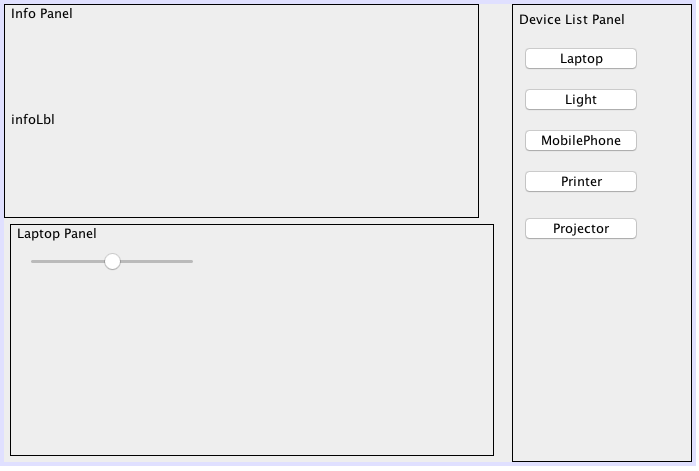 Info Panel
infoLbl
Laptop Panel
Device List Panel
Laptop
Light
MobilePhone
Printer
Projector